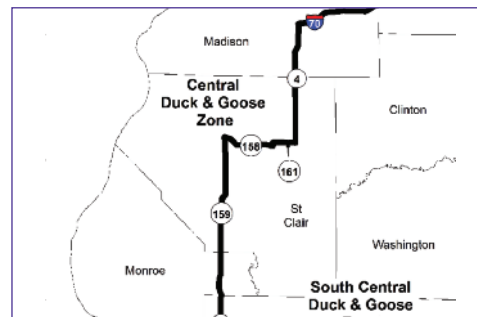 70
Madison
4
Central
Duck & Goose
Zone
Clinton
158
161
St
Clair
159
Washington
Monroe
South Central
Duck & Goose